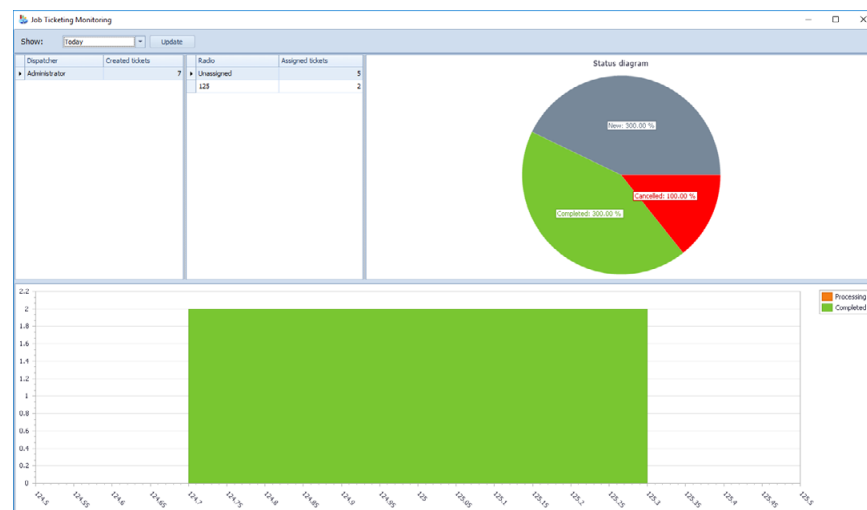 Job Ticketing Monitoring
Show: Today Update
Dispatcher Created tickets
Administrator 7
Radio Assigned tickets
Unassigned 5
125 2
Status diagram
New: 300.00 %
Cancelled: 100.00 %
Completed: 300.00 %
Processing
Completed
2.2
2
1.8
1.6
1.4
1.2
1
0.8
0.6
0.4
0.2
0
124.5 124.55 124.6 124.65 124.7 124.75 124.8 124.85 124.9 124.95 125 125.05 125.1 125.15 125.2 125.25 125.3 125.35 125.4 125.45 125.5